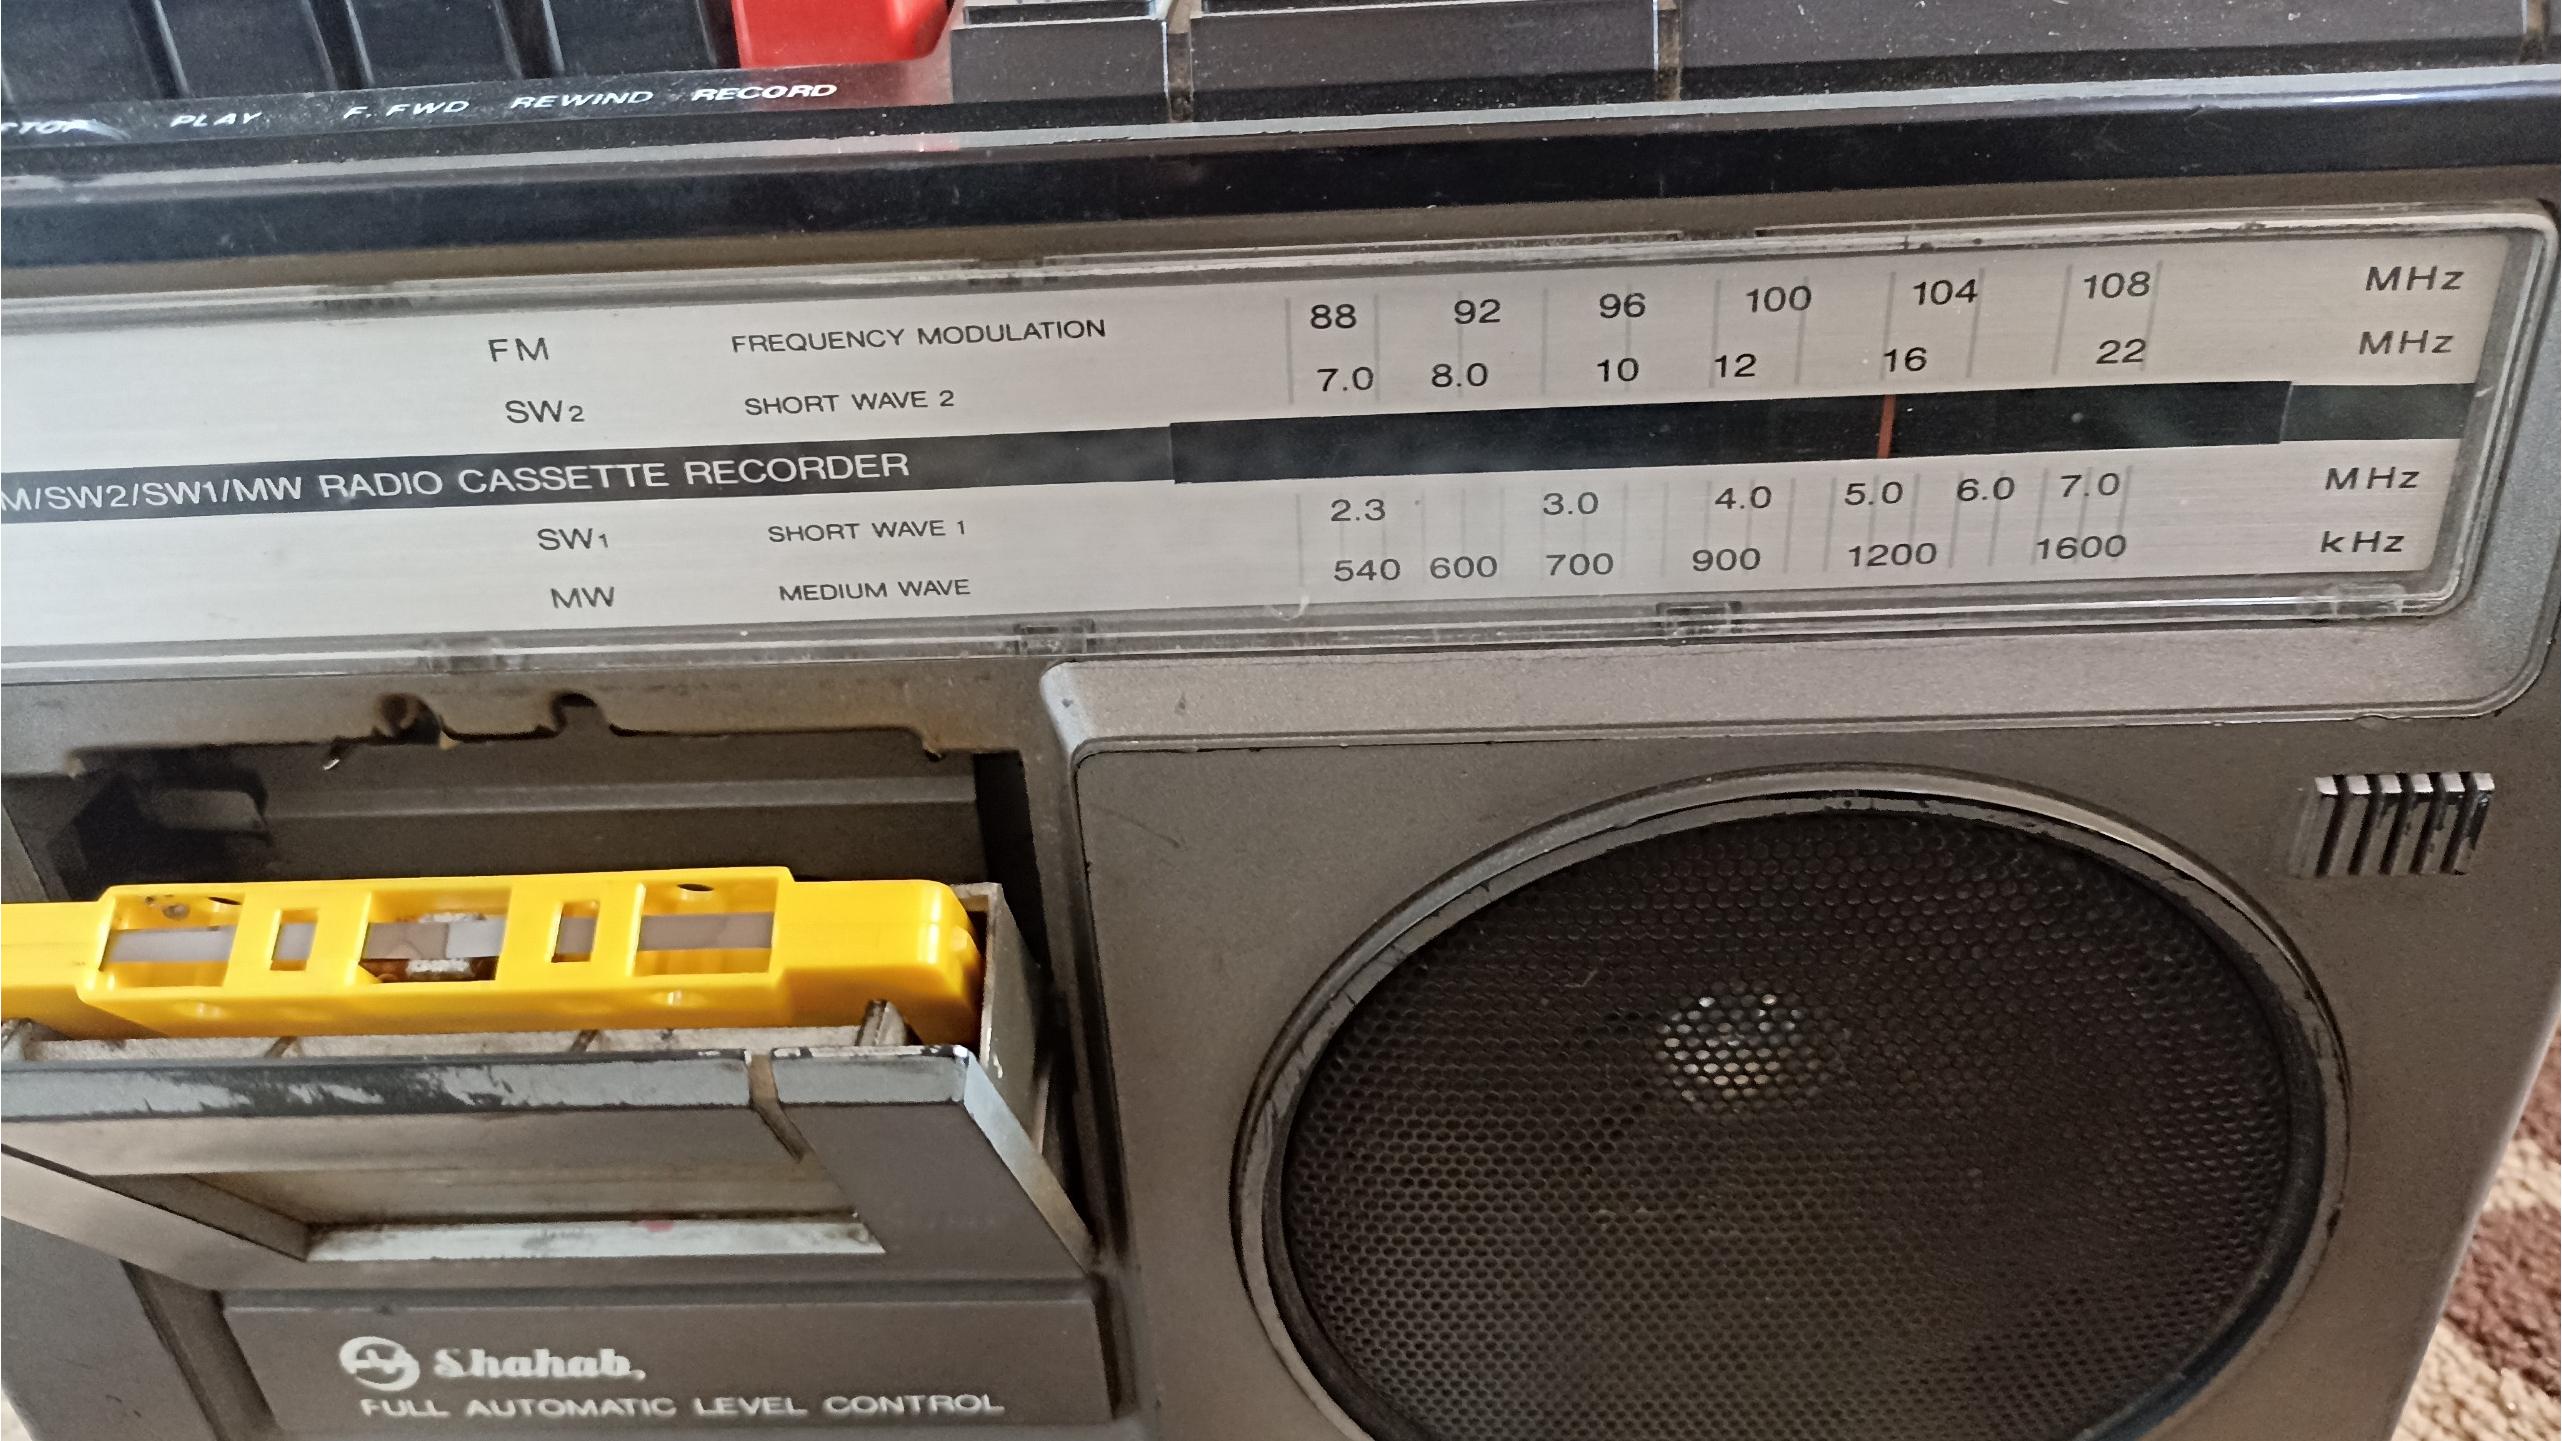 PLAY F. FWD REWIND RECORD
FM FREQUENCY MODULATION 88 92 96 100 104 108 MHz
SW2 SHORT WAVE 2 7.0 8.0 10 12 16 22 MHz
M/SW2/SW1/MW RADIO CASSETTE RECORDER
SW1 SHORT WAVE 1 2.3 3.0 4.0 5.0 6.0 7.0 MHz
MW MEDIUM WAVE 540 600 700 900 1200 1600 kHz
Shahab,
FULL AUTOMATIC LEVEL CONTROL